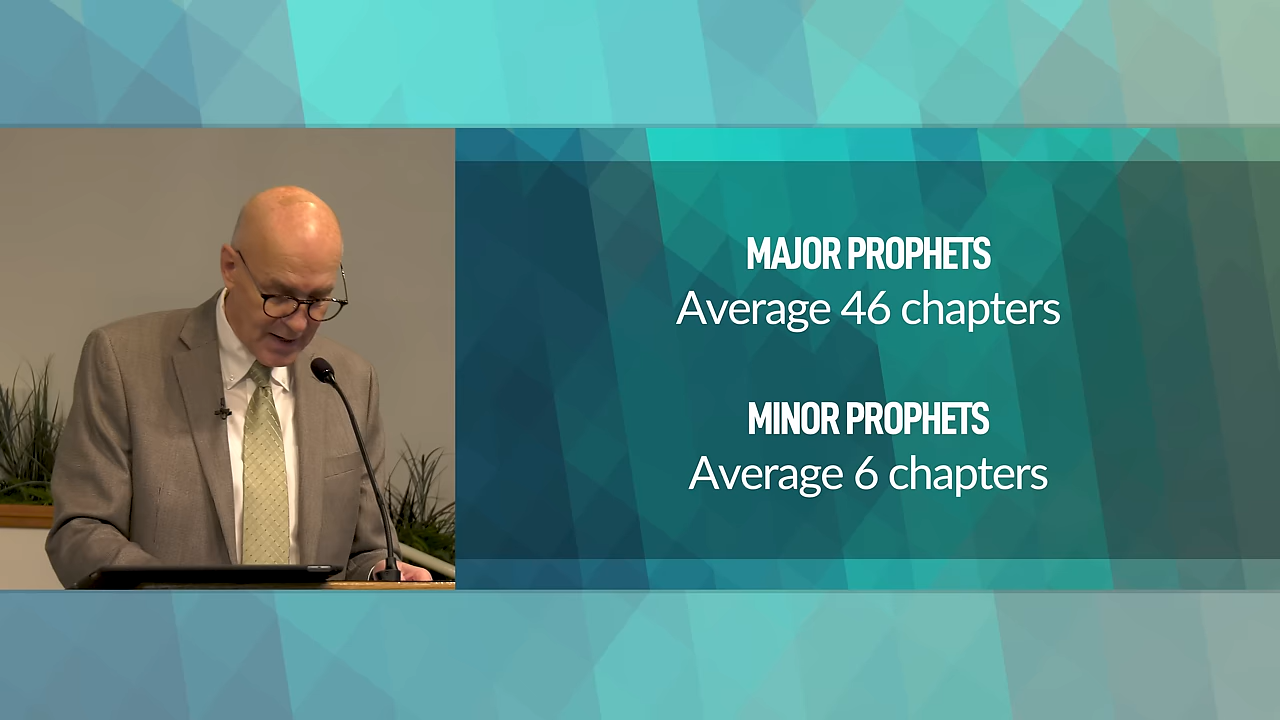 MAJOR PROPHETS
Average 46 chapters
MINOR PROPHETS
Average 6 chapters